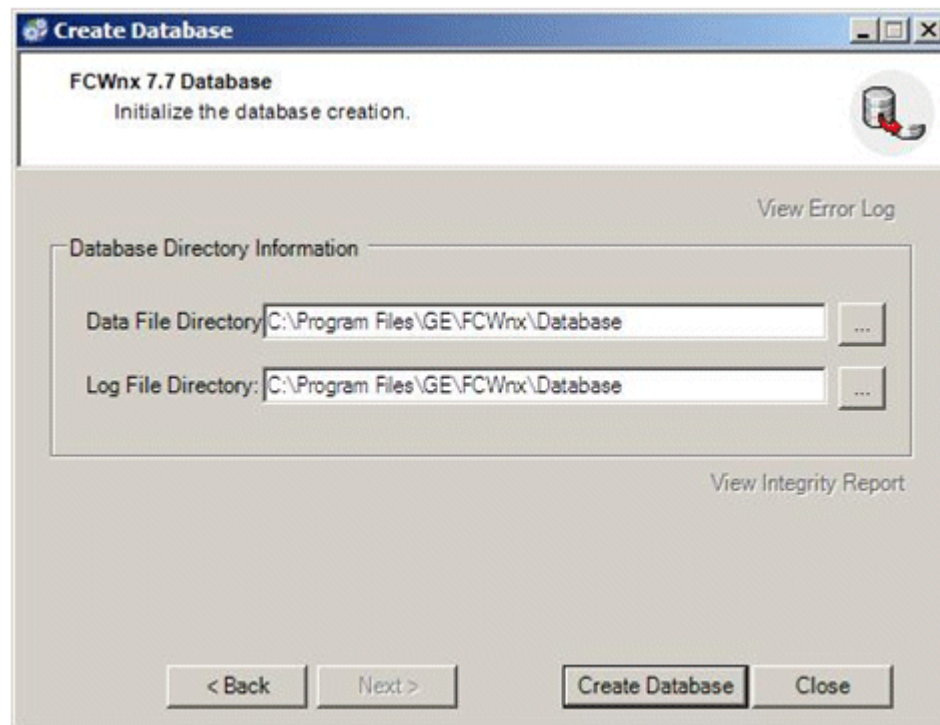 Create Database
FCWnx 7.7 Database
Initialize the database creation.
View Error Log
Database Directory Information
Data File Directory C:\Program Files\GE\FCWnx\Database ...
Log File Directory: C:\Program Files\GE\FCWnx\Database ...
View Integrity Report
< Back Next > Create Database Close